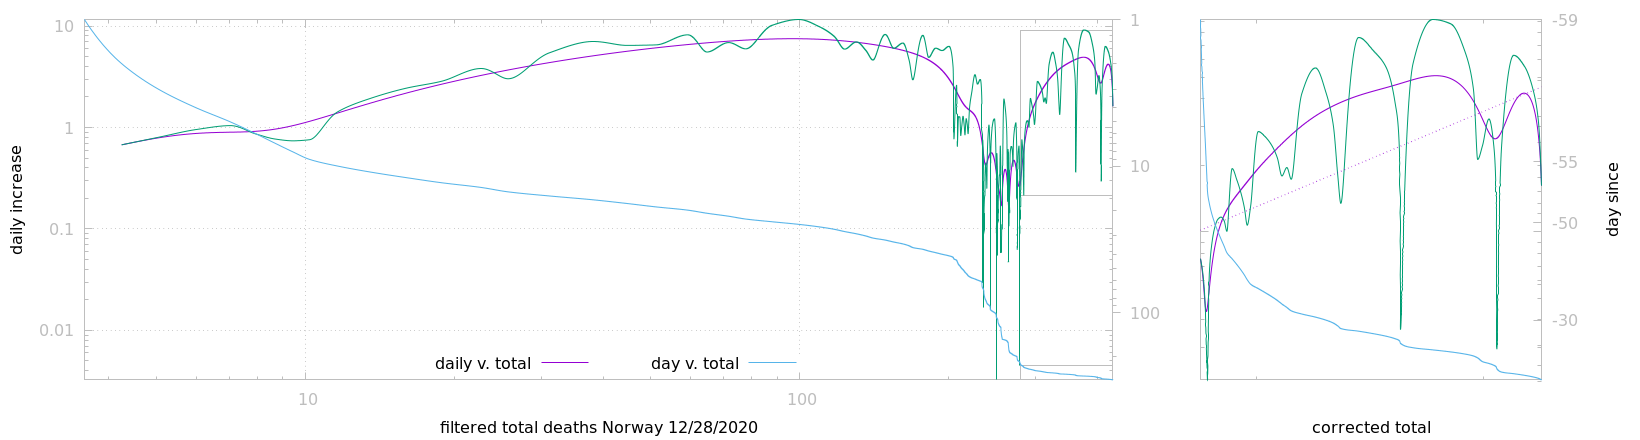 10
1
0.1
0.01
daily increase
daily v. total
day v. total
10
100
filtered total deaths Norway 12/28/2020
1
10
100
-59
-55
-50
-30
day since
corrected total